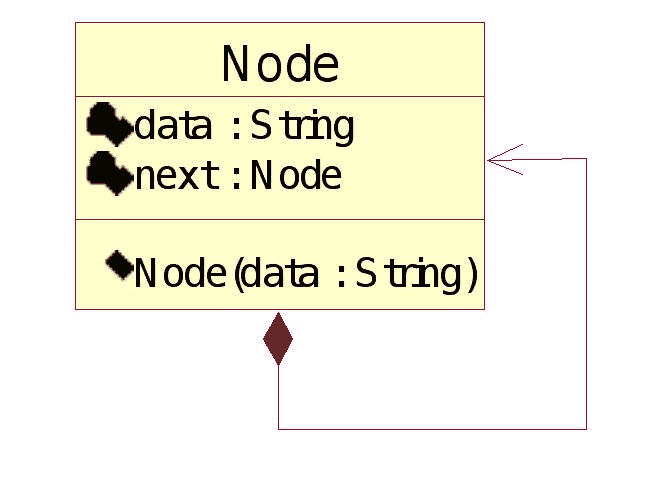 Node
data : String
next : Node
Node(data : String)